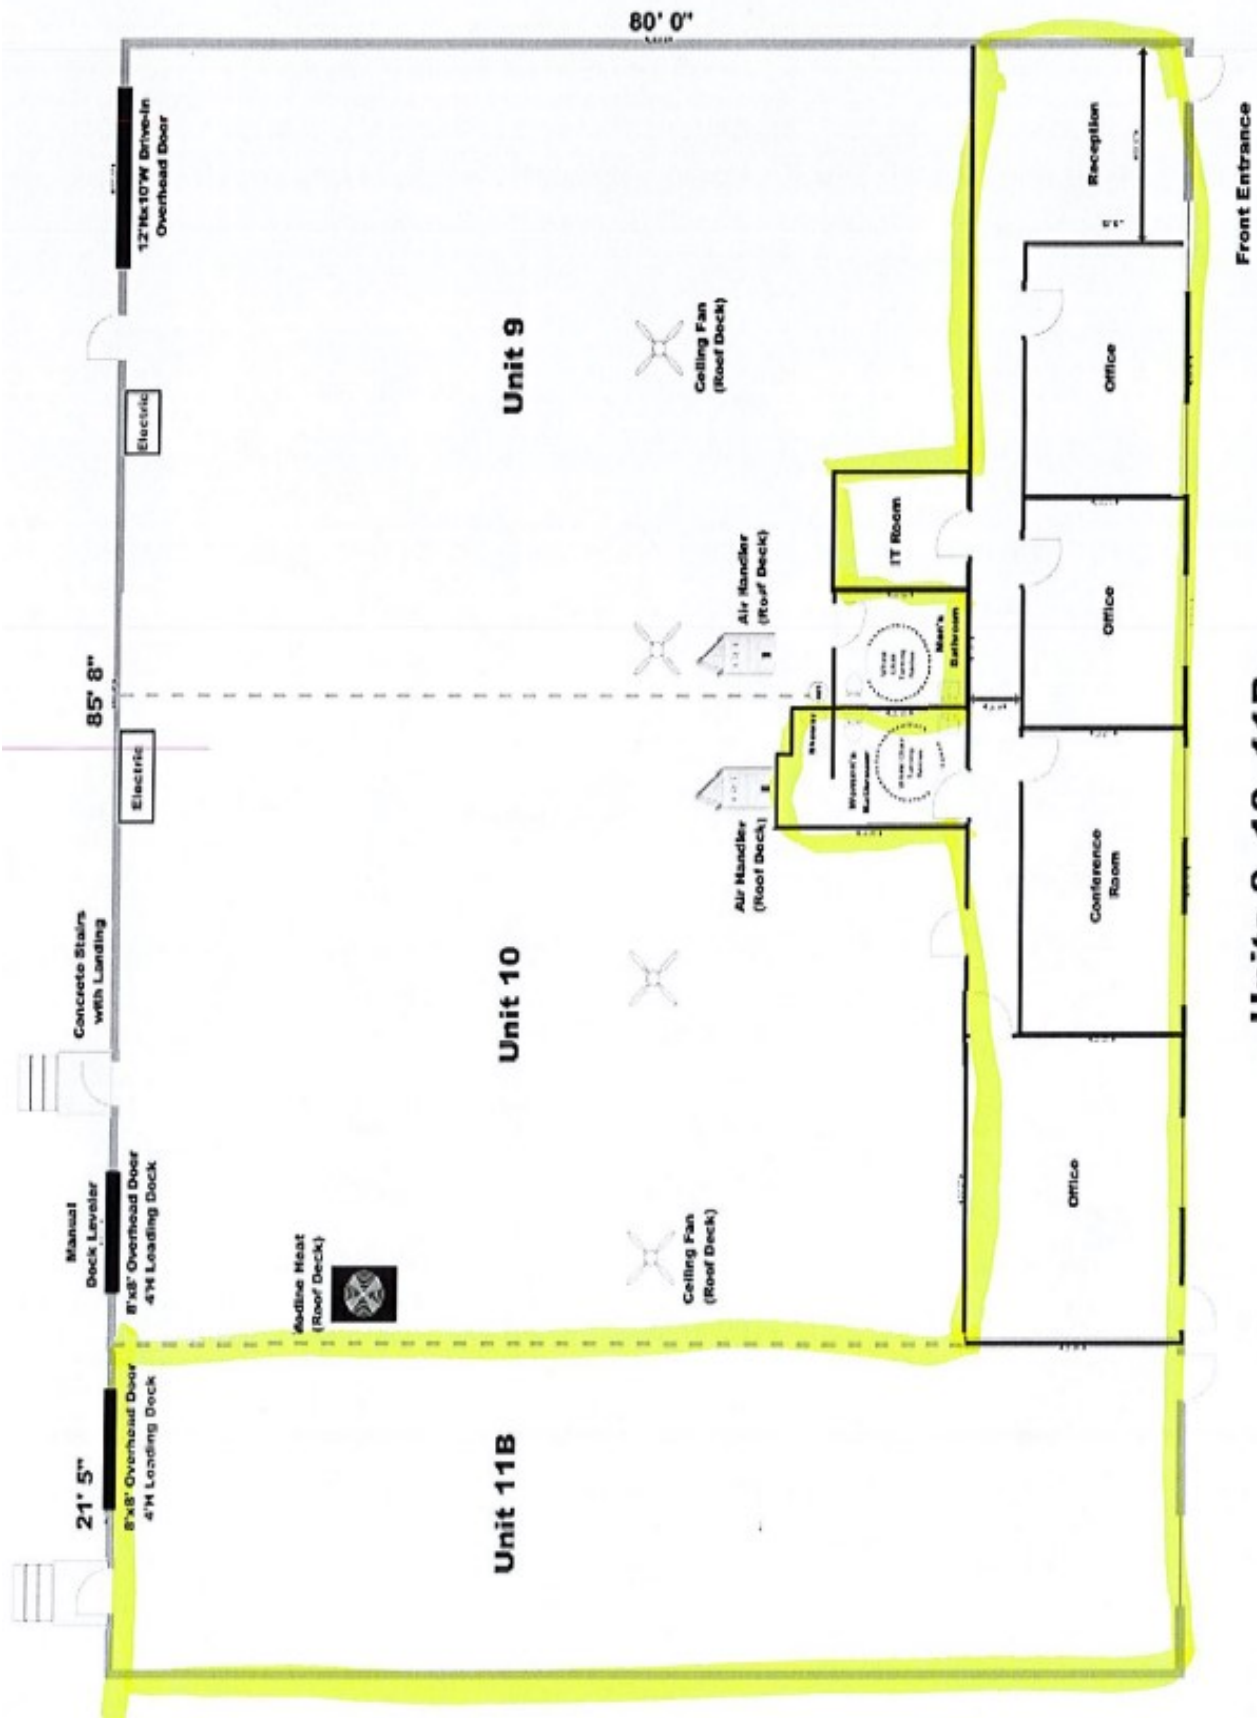 80' 0"
12'Hx10'W Drive-In
Overhead Door
Reception
Front Entrance
Unit 9
Ceiling Fan
(Roof Deck)
Office
Electric
IT Room
Air Handler
(Roof Deck)
Men's
Bathroom
Office
85' 8"
Electric
Shower
Women's
Bathroom
Air Handler
(Roof Deck)
Conference
Room
Concrete Stairs
with Landing
Unit 10
Manual
Dock Leveler
8'x8' Overhead Door
4'H Loading Dock
(Roof Deck)
Ceiling Fan
(Roof Deck)
Office
21' 5"
8'x8' Overhead Door
4'H Loading Dock
Unit 11B